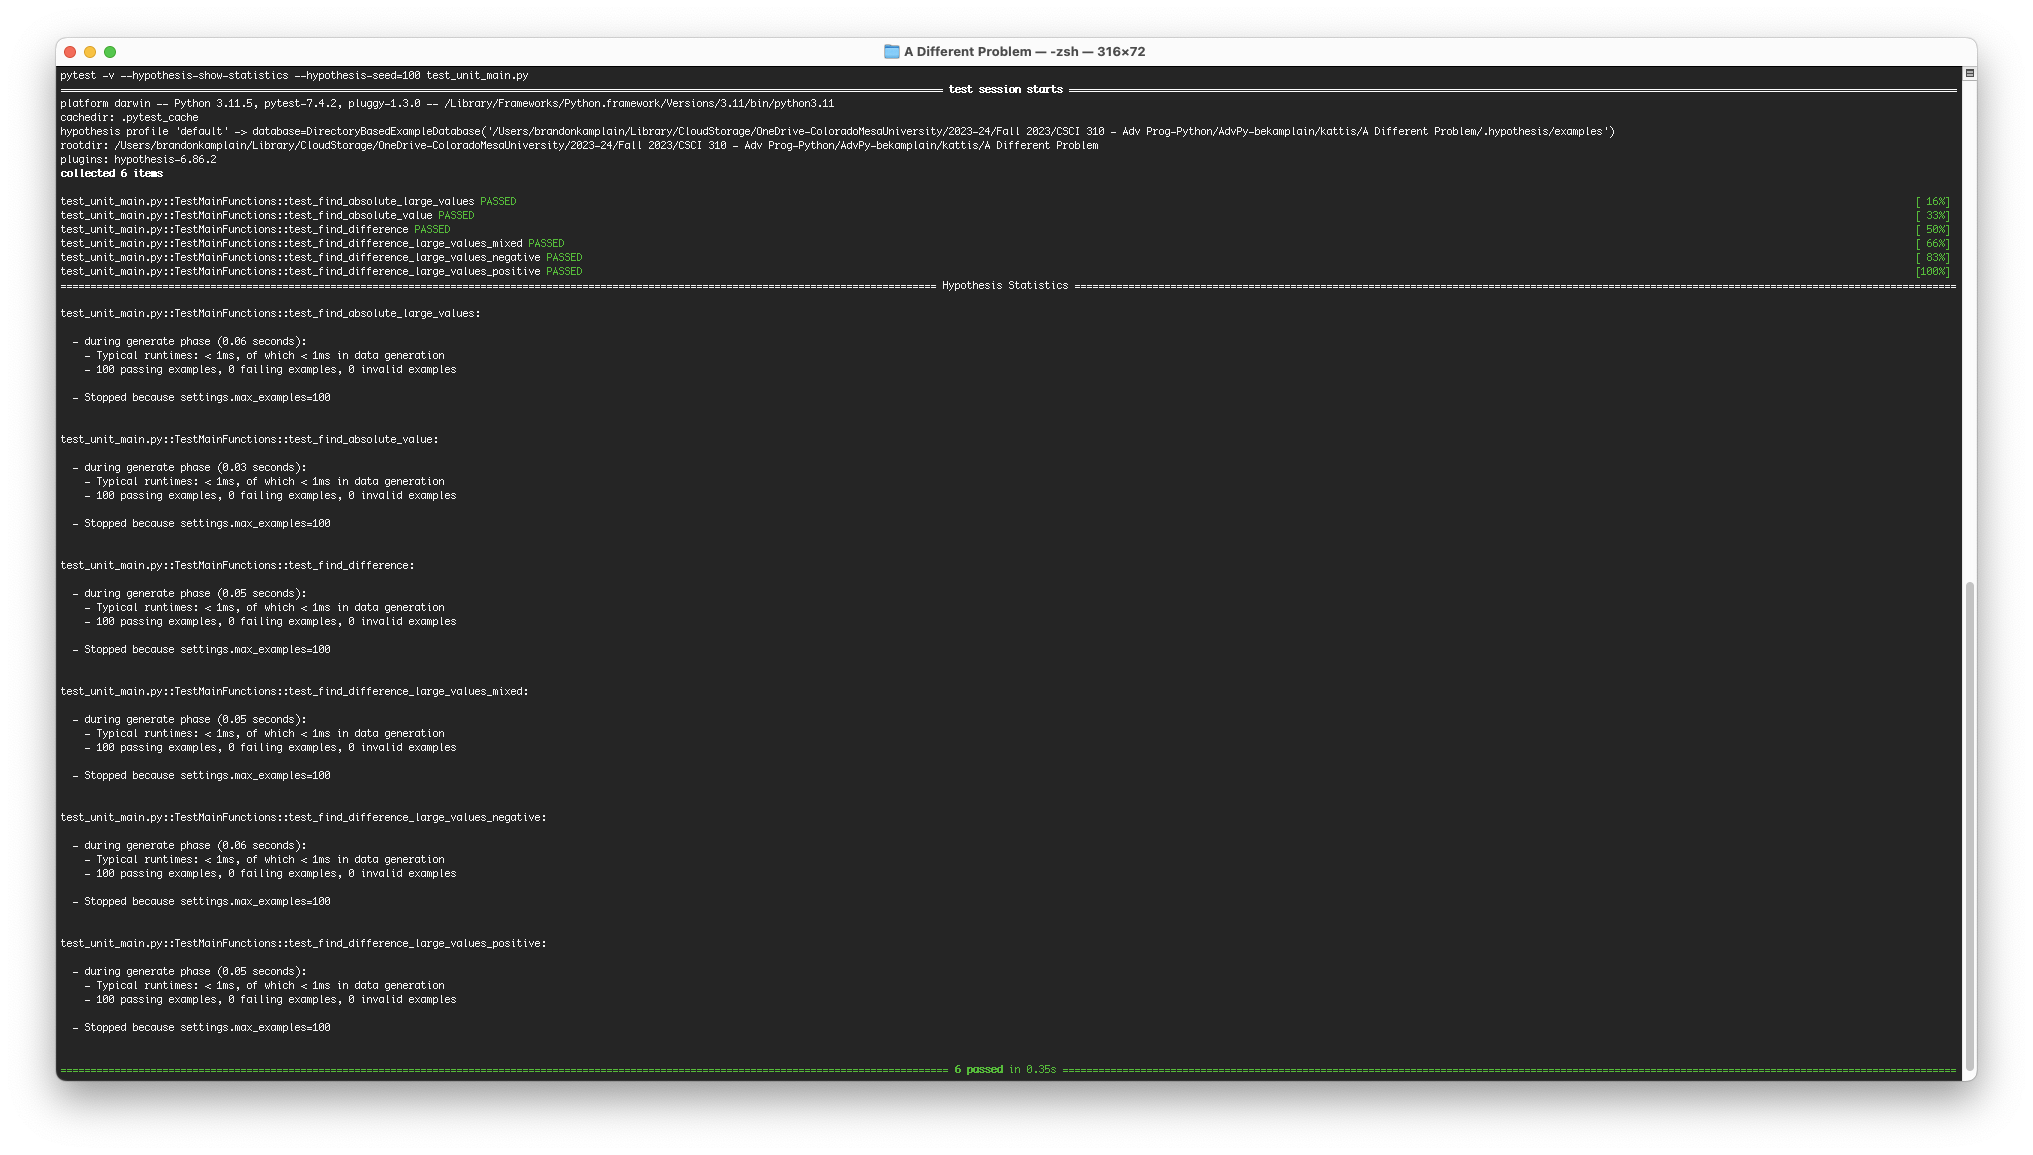 A Different Problem — -zsh — 316×72
pytest -v --hypothesis-show-statistics --hypothesis-seed=100 test_unit_main.py
test session starts
platform darwin -- Python 3.11.5, pytest-7.4.2, pluggy-1.3.0 -- /Library/Frameworks/Python.framework/Versions/3.11/bin/python3.11
cachedir: .pytest_cache
hypothesis profile 'default' -> database=DirectoryBasedExampleDatabase('/Users/brandonkamplain/Library/CloudStorage/OneDrive-ColoradoMesaUniversity/2023-24/Fall 2023/CSCI 310 - Adv Prog-Python/AdvPy-bekamplain/kattis/A Different Problem/.hypothesis/examples')
rootdir: /Users/brandonkamplain/Library/CloudStorage/OneDrive-ColoradoMesaUniversity/2023-24/Fall 2023/CSCI 310 - Adv Prog-Python/AdvPy-bekamplain/kattis/A Different Problem
plugins: hypothesis-6.86.2
collected 6 items
test_unit_main.py::TestMainFunctions::test_find_absolute_large_values PASSED [ 16%]
test_unit_main.py::TestMainFunctions::test_find_absolute_value PASSED [ 33%]
test_unit_main.py::TestMainFunctions::test_find_difference PASSED [ 50%]
test_unit_main.py::TestMainFunctions::test_find_difference_large_values_mixed PASSED [ 66%]
test_unit_main.py::TestMainFunctions::test_find_difference_large_values_negative PASSED [ 83%]
test_unit_main.py::TestMainFunctions::test_find_difference_large_values_positive PASSED [100%]
Hypothesis Statistics
test_unit_main.py::TestMainFunctions::test_find_absolute_large_values:
- during generate phase (0.06 seconds):
- Typical runtimes: < 1ms, of which < 1ms in data generation
- 100 passing examples, 0 failing examples, 0 invalid examples
- Stopped because settings.max_examples=100
test_unit_main.py::TestMainFunctions::test_find_absolute_value:
- during generate phase (0.03 seconds):
- Typical runtimes: < 1ms, of which < 1ms in data generation
- 100 passing examples, 0 failing examples, 0 invalid examples
- Stopped because settings.max_examples=100
test_unit_main.py::TestMainFunctions::test_find_difference:
- during generate phase (0.05 seconds):
- Typical runtimes: < 1ms, of which < 1ms in data generation
- 100 passing examples, 0 failing examples, 0 invalid examples
- Stopped because settings.max_examples=100
test_unit_main.py::TestMainFunctions::test_find_difference_large_values_mixed:
- during generate phase (0.05 seconds):
- Typical runtimes: < 1ms, of which < 1ms in data generation
- 100 passing examples, 0 failing examples, 0 invalid examples
- Stopped because settings.max_examples=100
test_unit_main.py::TestMainFunctions::test_find_difference_large_values_negative:
- during generate phase (0.06 seconds):
- Typical runtimes: < 1ms, of which < 1ms in data generation
- 100 passing examples, 0 failing examples, 0 invalid examples
- Stopped because settings.max_examples=100
test_unit_main.py::TestMainFunctions::test_find_difference_large_values_positive:
- during generate phase (0.05 seconds):
- Typical runtimes: < 1ms, of which < 1ms in data generation
- 100 passing examples, 0 failing examples, 0 invalid examples
- Stopped because settings.max_examples=100
6 passed in 0.35s